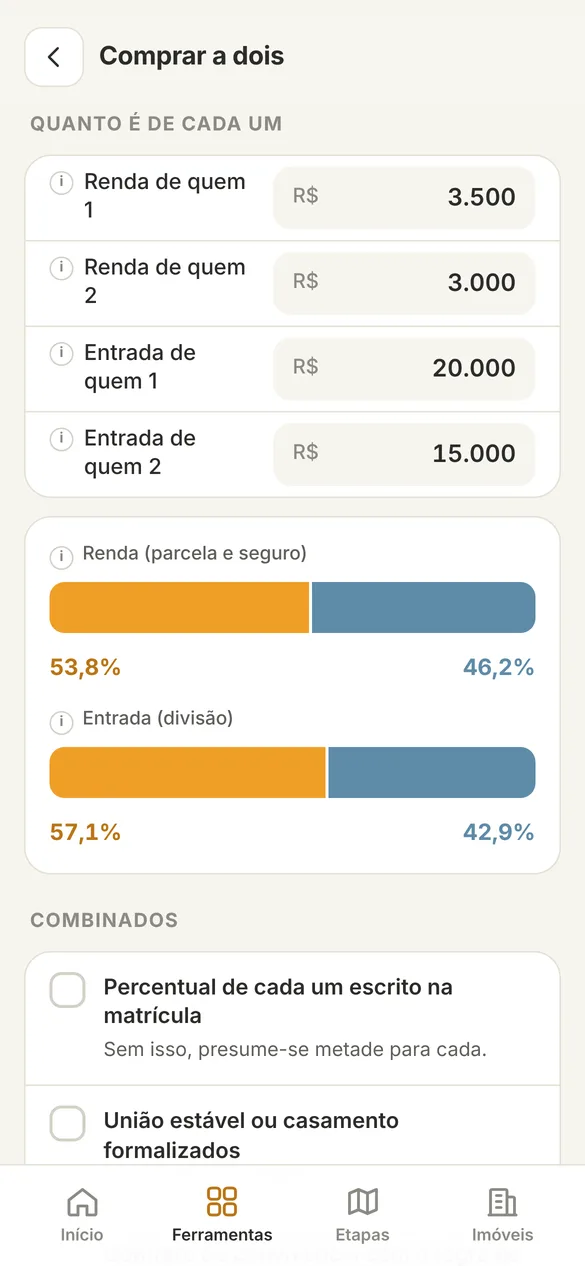 Comprar a dois
QUANTO É DE CADA UM
i Renda de quem
1
R$ 3.500
i Renda de quem
2
R$ 3.000
i Entrada de
quem 1
R$ 20.000
i Entrada de
quem 2
R$ 15.000
i Renda (parcela e seguro)
53,8% 46,2%
i Entrada (divisão)
57,1% 42,9%
COMBINADOS
Percentual de cada um escrito na
matrícula
Sem isso, presume-se metade para cada.
União estável ou casamento
formalizados
Início Ferramentas Etapas Imóveis